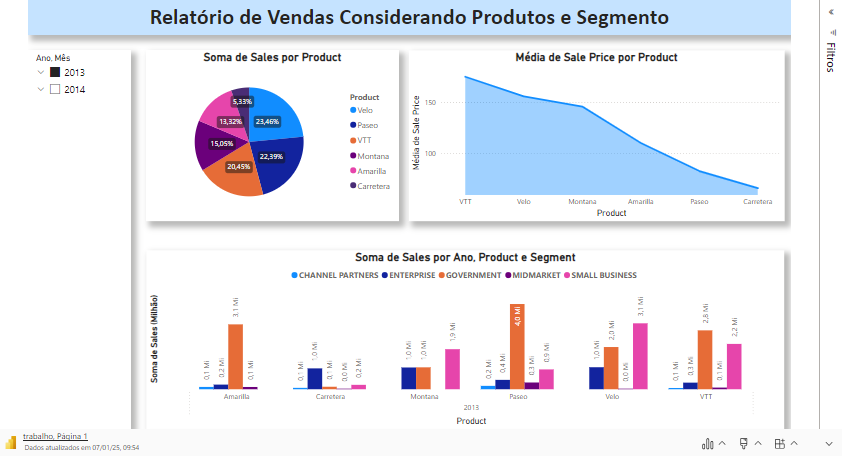 Relatório de Vendas Considerando Produtos e Segmento
Filtros
Ano, Mês
2013
2014
Soma de Sales por Product
5,33%
13,32%
23,46%
15,05%
22,39%
20,45%
Product
Velo
Paseo
VTT
Montana
Amarilla
Carretera
Média de Sale Price por Product
Média de Sale Price
150
100
VTT Velo Montana Amarilla Paseo Carretera
Product
Soma de Sales por Ano, Product e Segment
CHANNEL PARTNERS ENTERPRISE GOVERNMENT MIDMARKET SMALL BUSINESS
Soma de Sales (Milhão)
0,1 Mi 0,2 Mi 3,1 Mi 0,1 Mi
0,1 Mi 1,0 Mi 0,1 Mi 0,0 Mi 0,2 Mi
1,0 Mi 1,0 Mi 1,9 Mi
0,2 Mi 0,4 Mi 4,0 Mi 0,3 Mi 0,9 Mi
1,0 Mi 2,0 Mi 0,0 Mi 3,1 Mi
0,1 Mi 0,3 Mi 2,8 Mi 0,1 Mi 2,2 Mi
Amarilla Carretera Montana Paseo Velo VTT
2013
Product
trabalho, Página 1
Dados atualizados em 07/01/25, 09:54